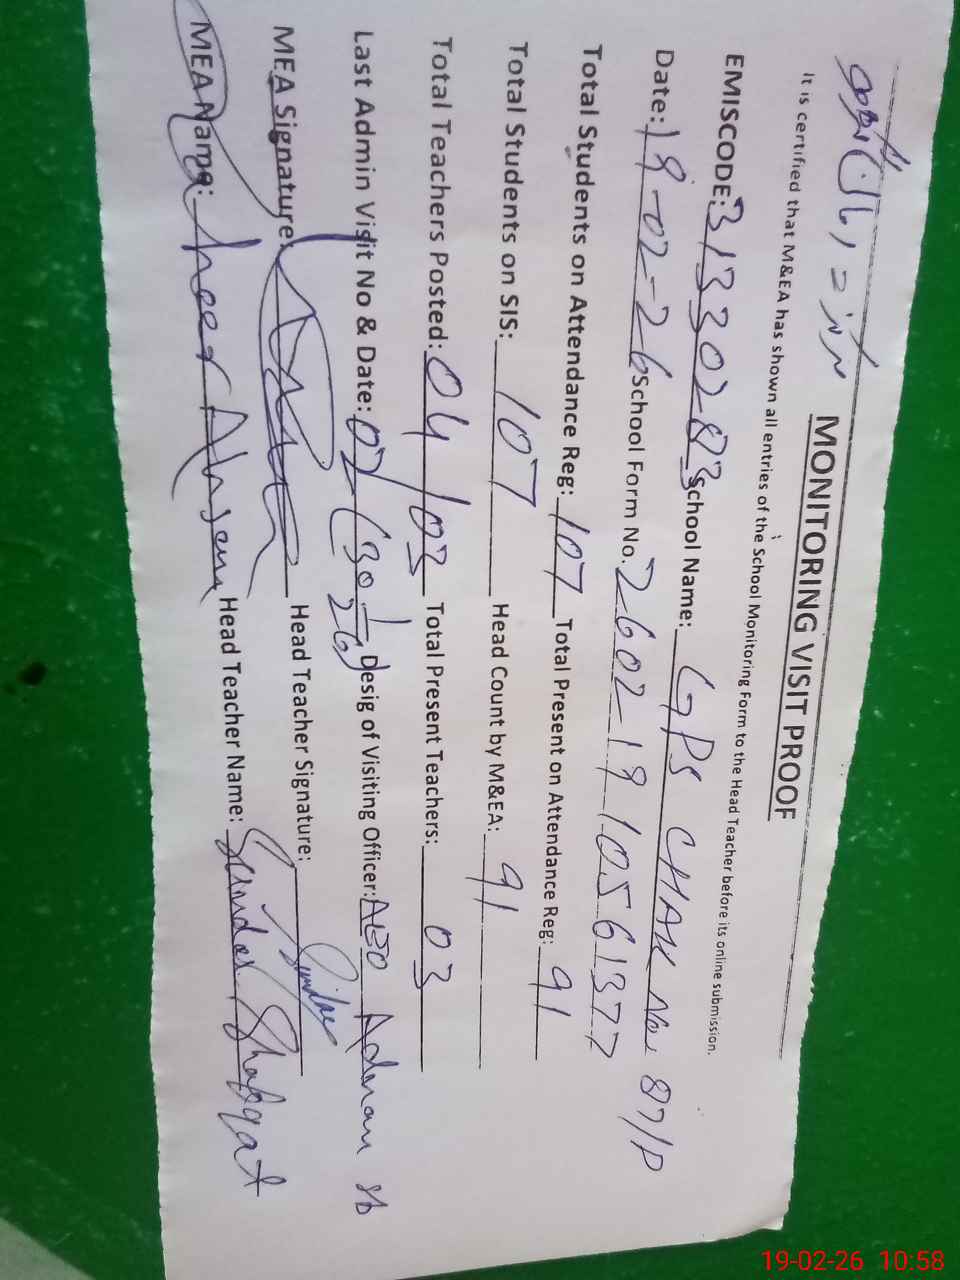 MONITORING VISIT PROOF
It is certified that M&EA has shown all entries of the School Monitoring Form to the Head Teacher before its online submission.
EMISCODE: 31330283 School Name: GPS CHAK No. 87/P
Date: 19-02-26 School Form No. 2602-191056137?
Total Students on Attendance Reg: 107 Total Present on Attendance Reg: 91
Total Students on SIS: 107 Head Count by M&EA: 91
Total Teachers Posted: 04/03 Total Present Teachers: 03
Last Admin Visit No & Date: 02/(30-1-26) Desig of Visiting Officer: AEO Adnan sb
MEA Signature: Head Teacher Signature:
MEA Name: Head Teacher Name: Shafqat
19-02-26 10:58